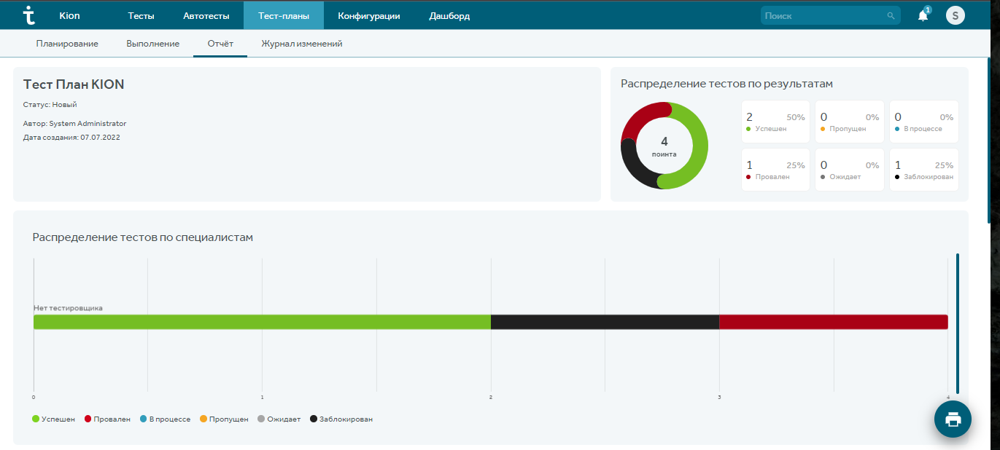 Kion Тесты Автотесты Тест-планы Конфигурации Дашборд Поиск 1 S
Планирование Выполнение Отчёт Журнал изменений
Тест План KION
Статус: Новый
Автор: System Administrator
Дата создания: 07.07.2022
Распределение тестов по результатам
4
поинта
2 50%
Успешен
0 0%
Пропущен
0 0%
В процессе
1 25%
Провален
0 0%
Ожидает
1 25%
Заблокирован
Распределение тестов по специалистам
Нет тестировщика
0 1 2 3 4
Успешен Провален В процессе Пропущен Ожидает Заблокирован